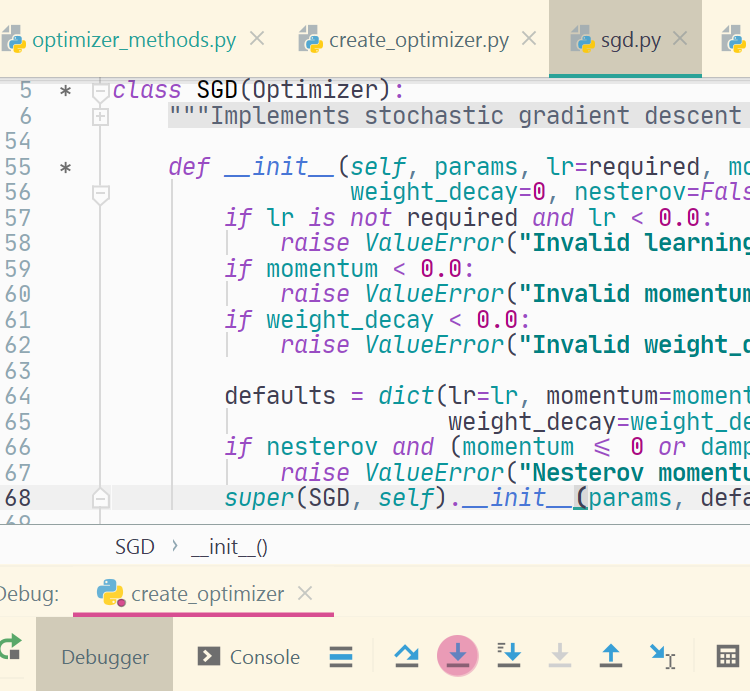 optimizer_methods.py × create_optimizer.py × sgd.py ×
5 * class SGD(Optimizer):
6 """Implements stochastic gradient descent
54
55 * def __init__(self, params, lr=required, mo
56 weight_decay=0, nesterov=Fals
57 if lr is not required and lr < 0.0:
58 raise ValueError("Invalid learning
59 if momentum < 0.0:
60 raise ValueError("Invalid momentum
61 if weight_decay < 0.0:
62 raise ValueError("Invalid weight_d
63
64 defaults = dict(lr=lr, momentum=moment
65 weight_decay=weight_de
66 if nesterov and (momentum <= 0 or damp
67 raise ValueError("Nesterov momentu
68 super(SGD, self).__init__(params, defa
69
SGD › __init__()
Debug: create_optimizer ×
Debugger Console